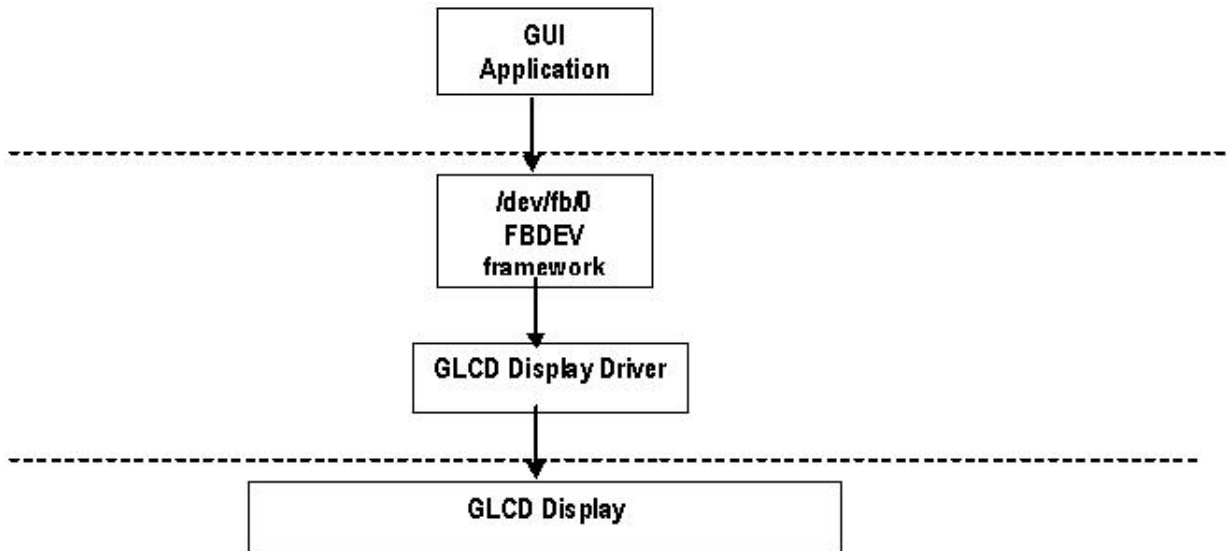 GUI
Application
/dev/fb/0
FBDEV
framework
GLCD Display Driver
GLCD Display